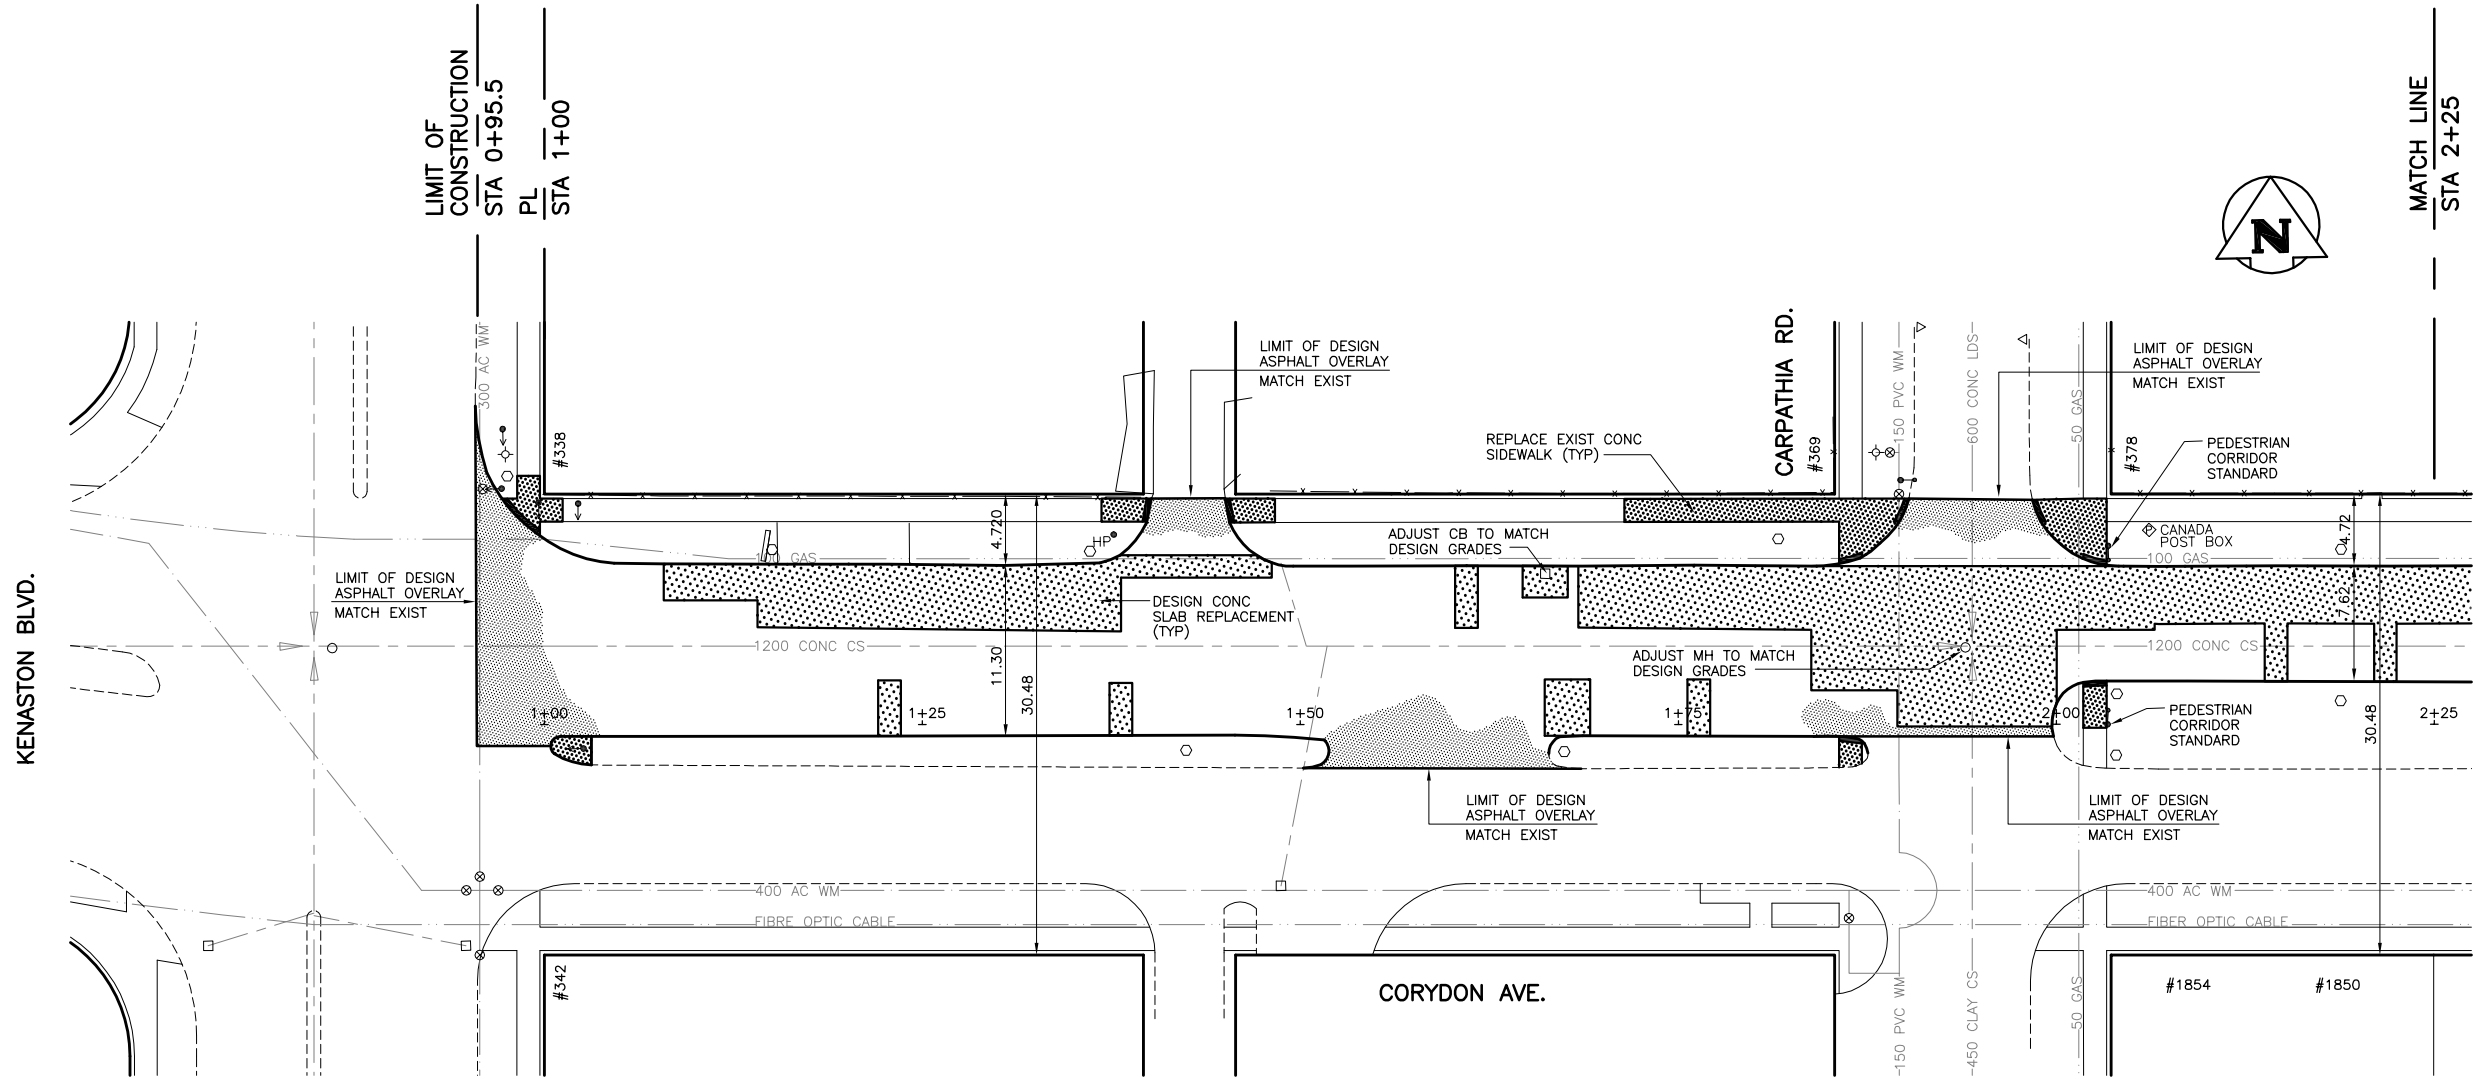 LIMIT OF
CONSTRUCTION
STA 0+95.5
PL
STA 1+00
MATCH LINE
STA 2+25
N
KENASTON BLVD.
CARPATHIA RD.
CORYDON AVE.
300 AC WM
#338
LIMIT OF DESIGN
ASPHALT OVERLAY
MATCH EXIST
REPLACE EXIST CONC
SIDEWALK (TYP)
#369
150 PVC WM
600 CONC LDS
50 GAS
LIMIT OF DESIGN
ASPHALT OVERLAY
MATCH EXIST
#378
PEDESTRIAN
CORRIDOR
STANDARD
4.720
HP
ADJUST CB TO MATCH
DESIGN GRADES
CANADA
POST BOX
4.72
100 GAS
100 GAS
LIMIT OF DESIGN
ASPHALT OVERLAY
MATCH EXIST
DESIGN CONC
SLAB REPLACEMENT
(TYP)
7.62
1200 CONC CS
1200 CONC CS
11.30
30.48
ADJUST MH TO MATCH
DESIGN GRADES
30.48
1+00
1+25
1+50
1+75
2+00
2+25
PEDESTRIAN
CORRIDOR
STANDARD
LIMIT OF DESIGN
ASPHALT OVERLAY
MATCH EXIST
LIMIT OF DESIGN
ASPHALT OVERLAY
MATCH EXIST
400 AC WM
400 AC WM
FIBRE OPTIC CABLE
FIBER OPTIC CABLE
#342
150 PVC WM
450 CLAY CS
50 GAS
#1854
#1850